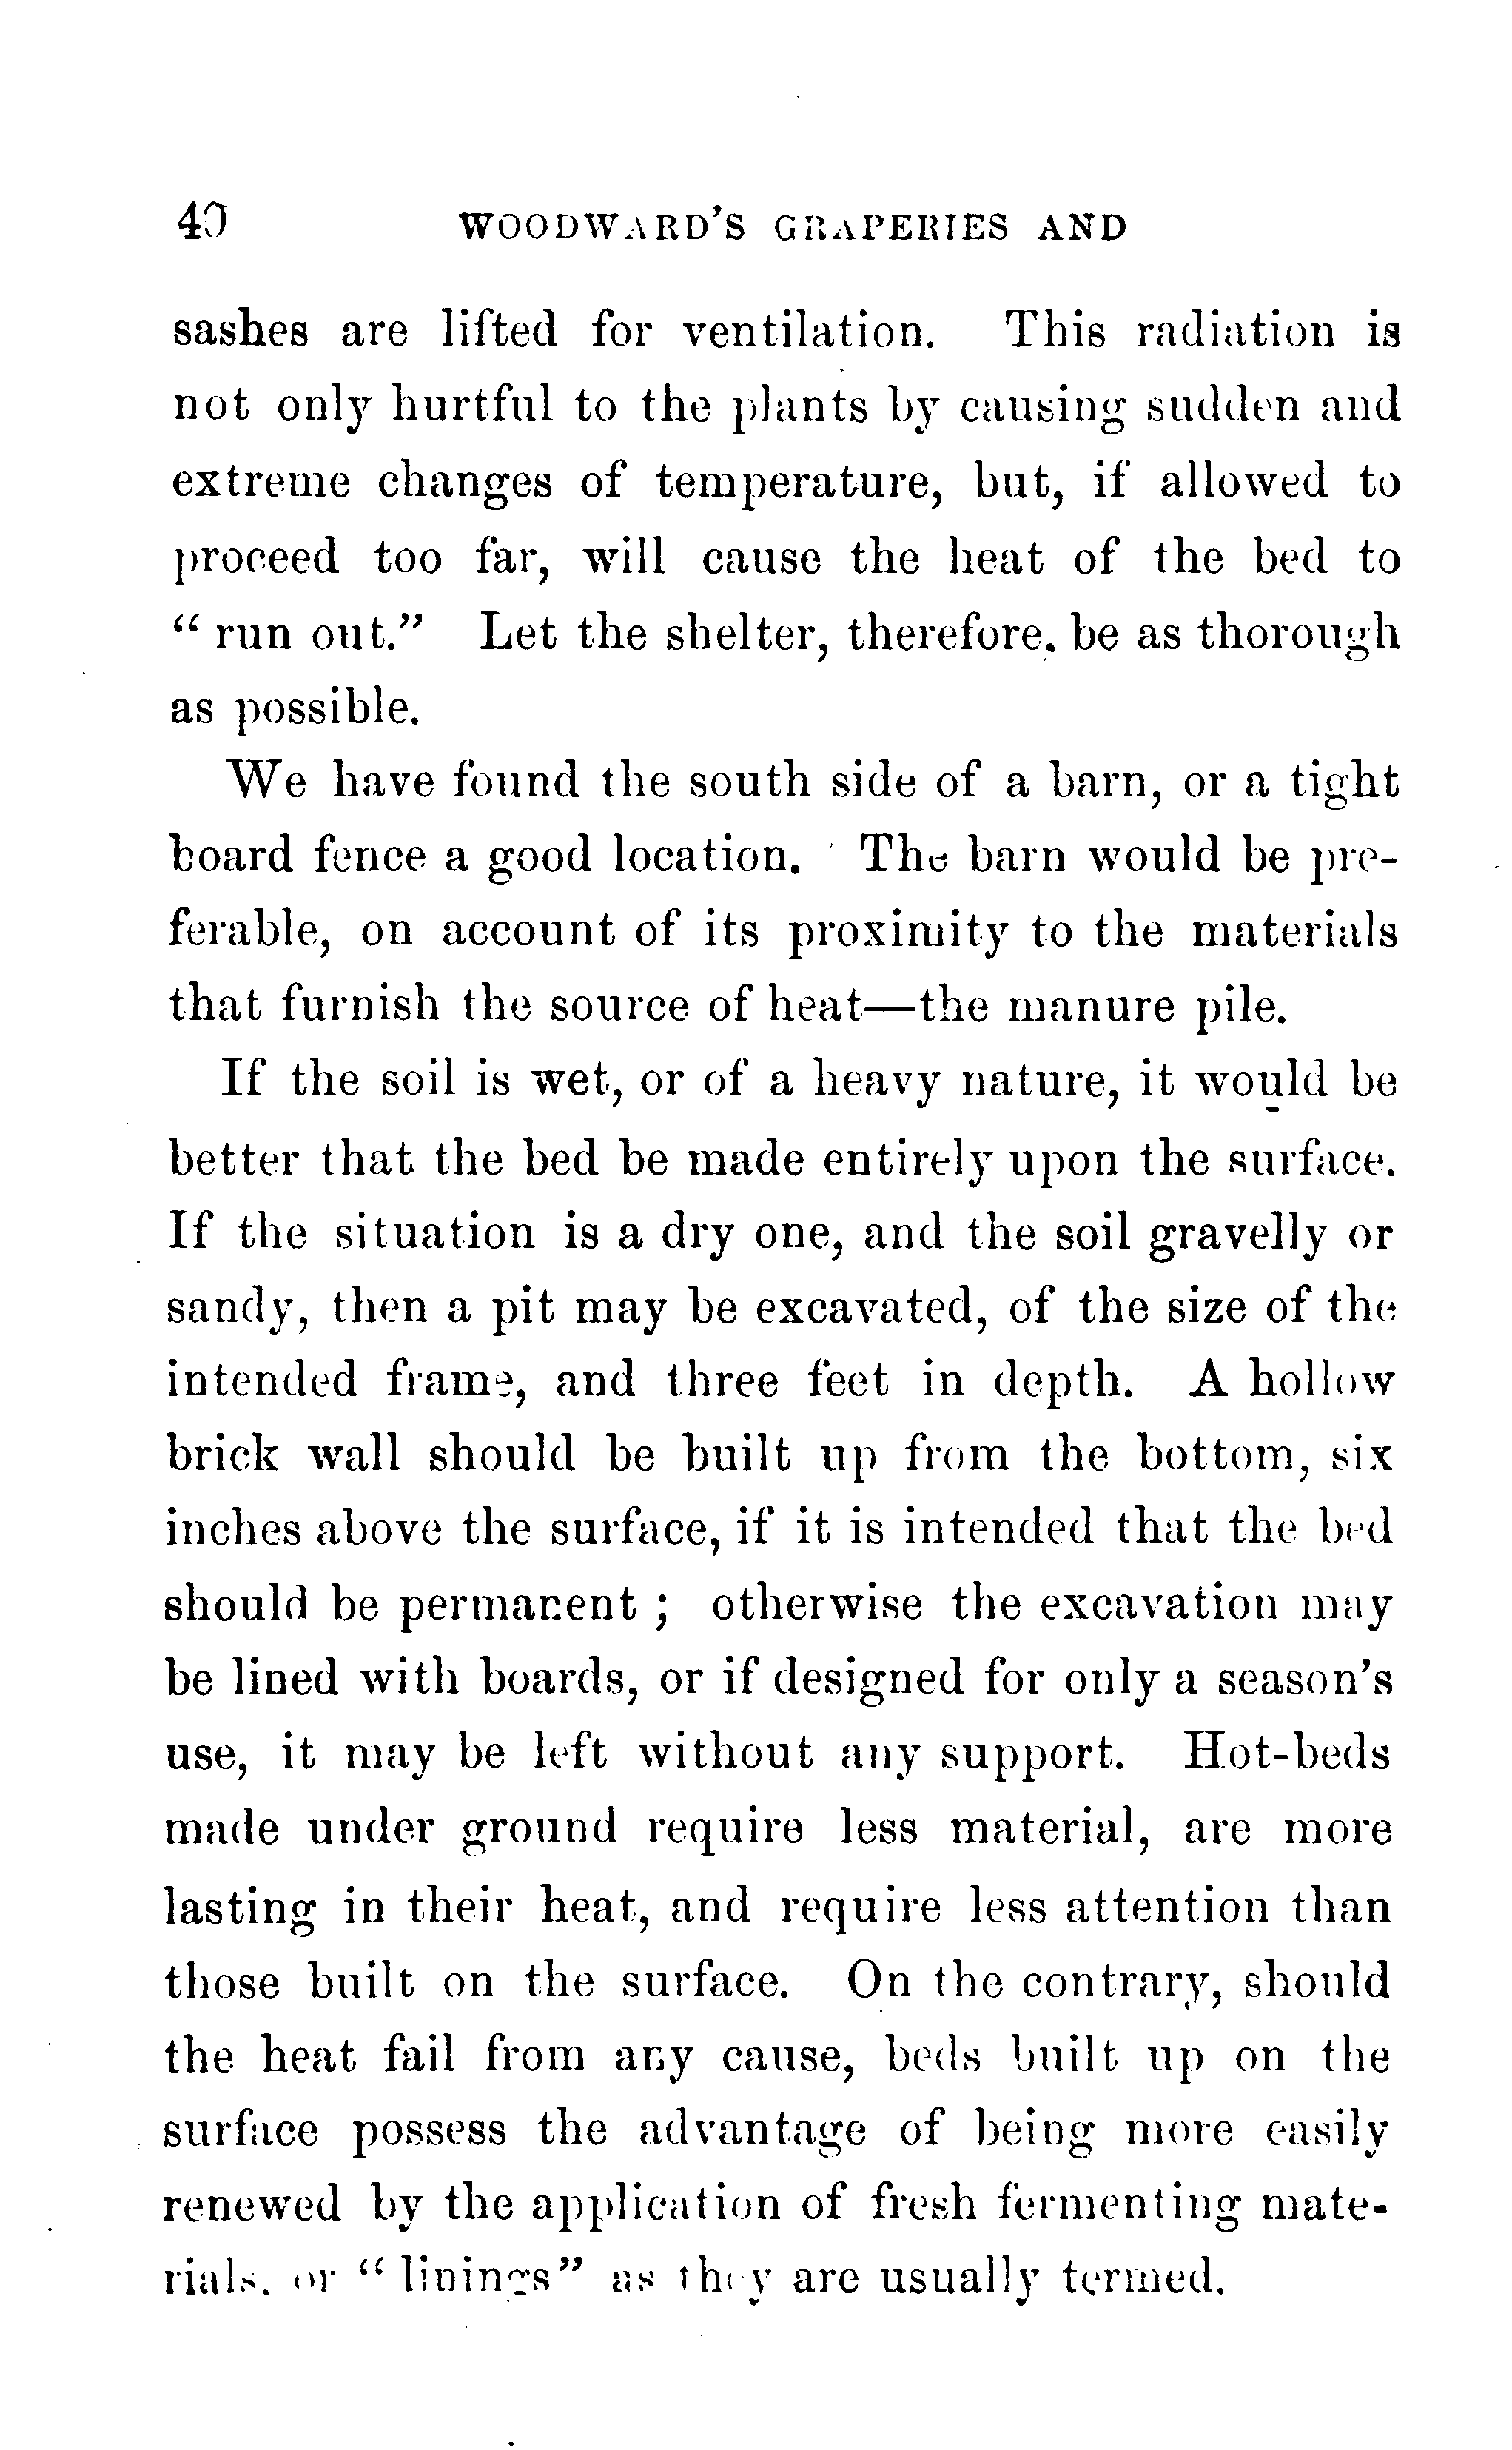 40 WOODWARD'S GRAPERIES AND
sashes are lifted for ventilation. This radiation is
not only hurtful to the plants by causing sudden and
extreme changes of temperature, but, if allowed to
proceed too far, will cause the heat of the bed to
" run out." Let the shelter, therefore, be as thorough
as possible.
We have found the south side of a barn, or a tight
board fence a good location. The barn would be pre-
ferable, on account of its proximity to the materials
that furnish the source of heat—the manure pile.
If the soil is wet, or of a heavy nature, it would be
better that the bed be made entirely upon the surface.
If the situation is a dry one, and the soil gravelly or
sandy, then a pit may be excavated, of the size of the
intended frame, and three feet in depth. A hollow
brick wall should be built up from the bottom, six
inches above the surface, if it is intended that the bed
should be permanent ; otherwise the excavation may
be lined with boards, or if designed for only a season's
use, it may be left without any support. Hot-beds
made under ground require less material, are more
lasting in their heat, and require less attention than
those built on the surface. On the contrary, should
the heat fail from any cause, beds built up on the
surface possess the advantage of being more easily
renewed by the application of fresh fermenting mate-
rials. or " linings" as they are usually termed.